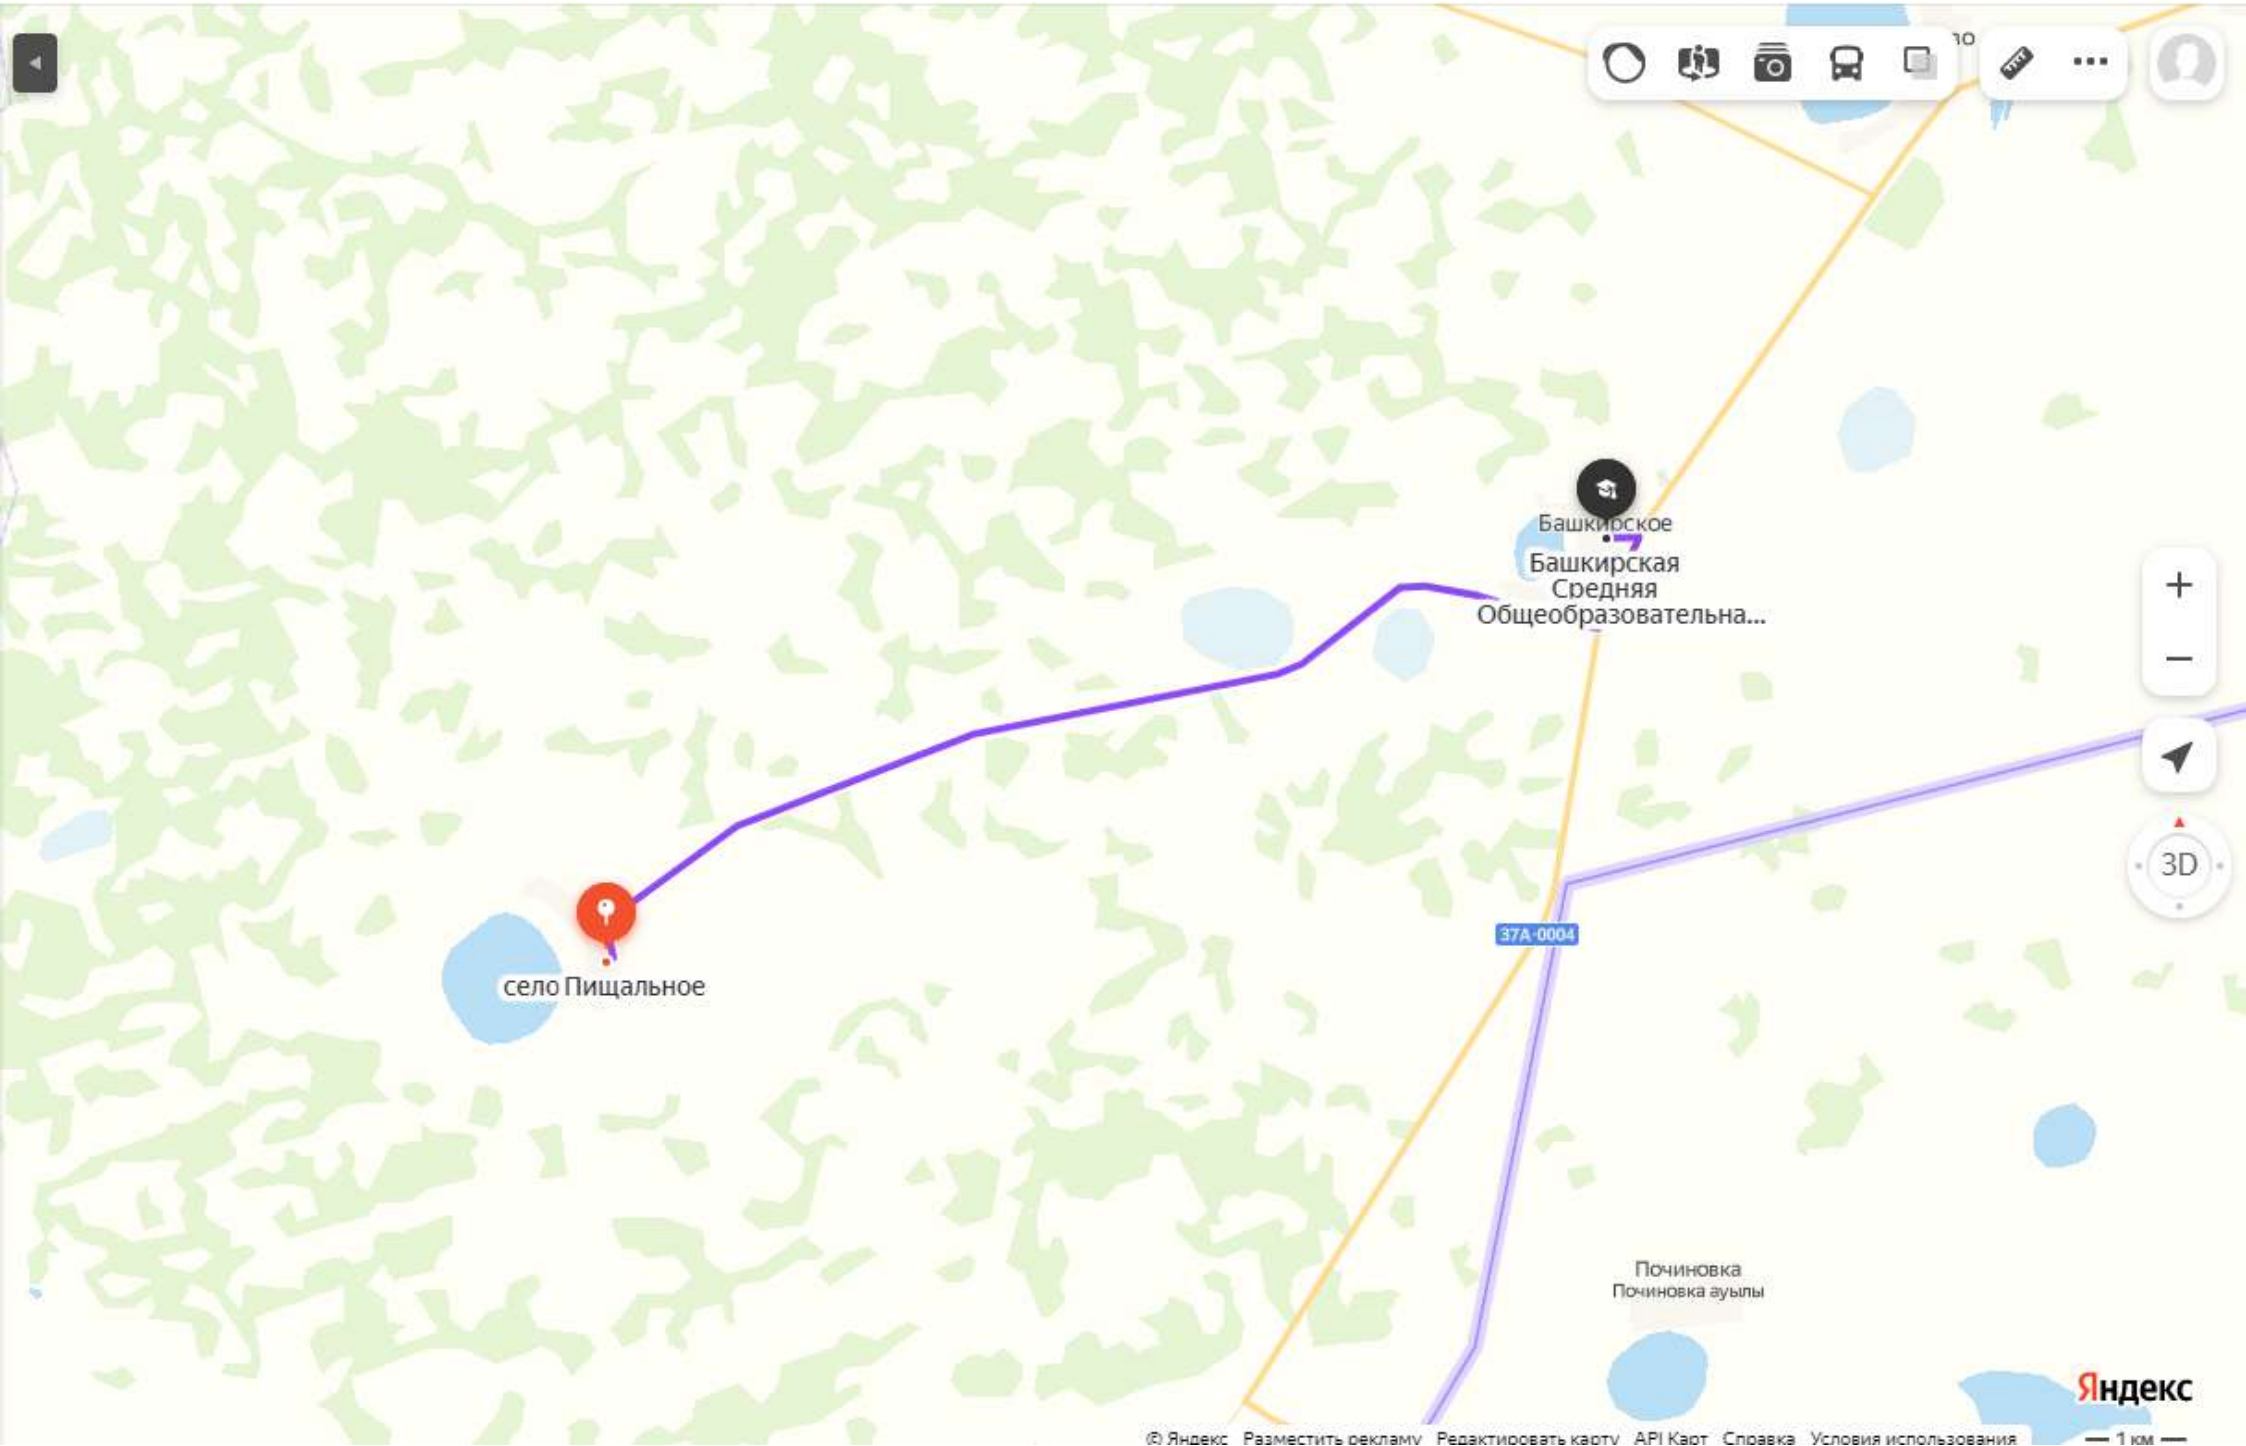 Башкирское
Башкирская
Средняя
Общеобразовательна...
3D
37А-0004
село Пищальное
Починовка
Починовка ауылы
Яндекс
© Яндекс Разместить рекламу Редактировать карту API Карт Справка Условия использования
1 км